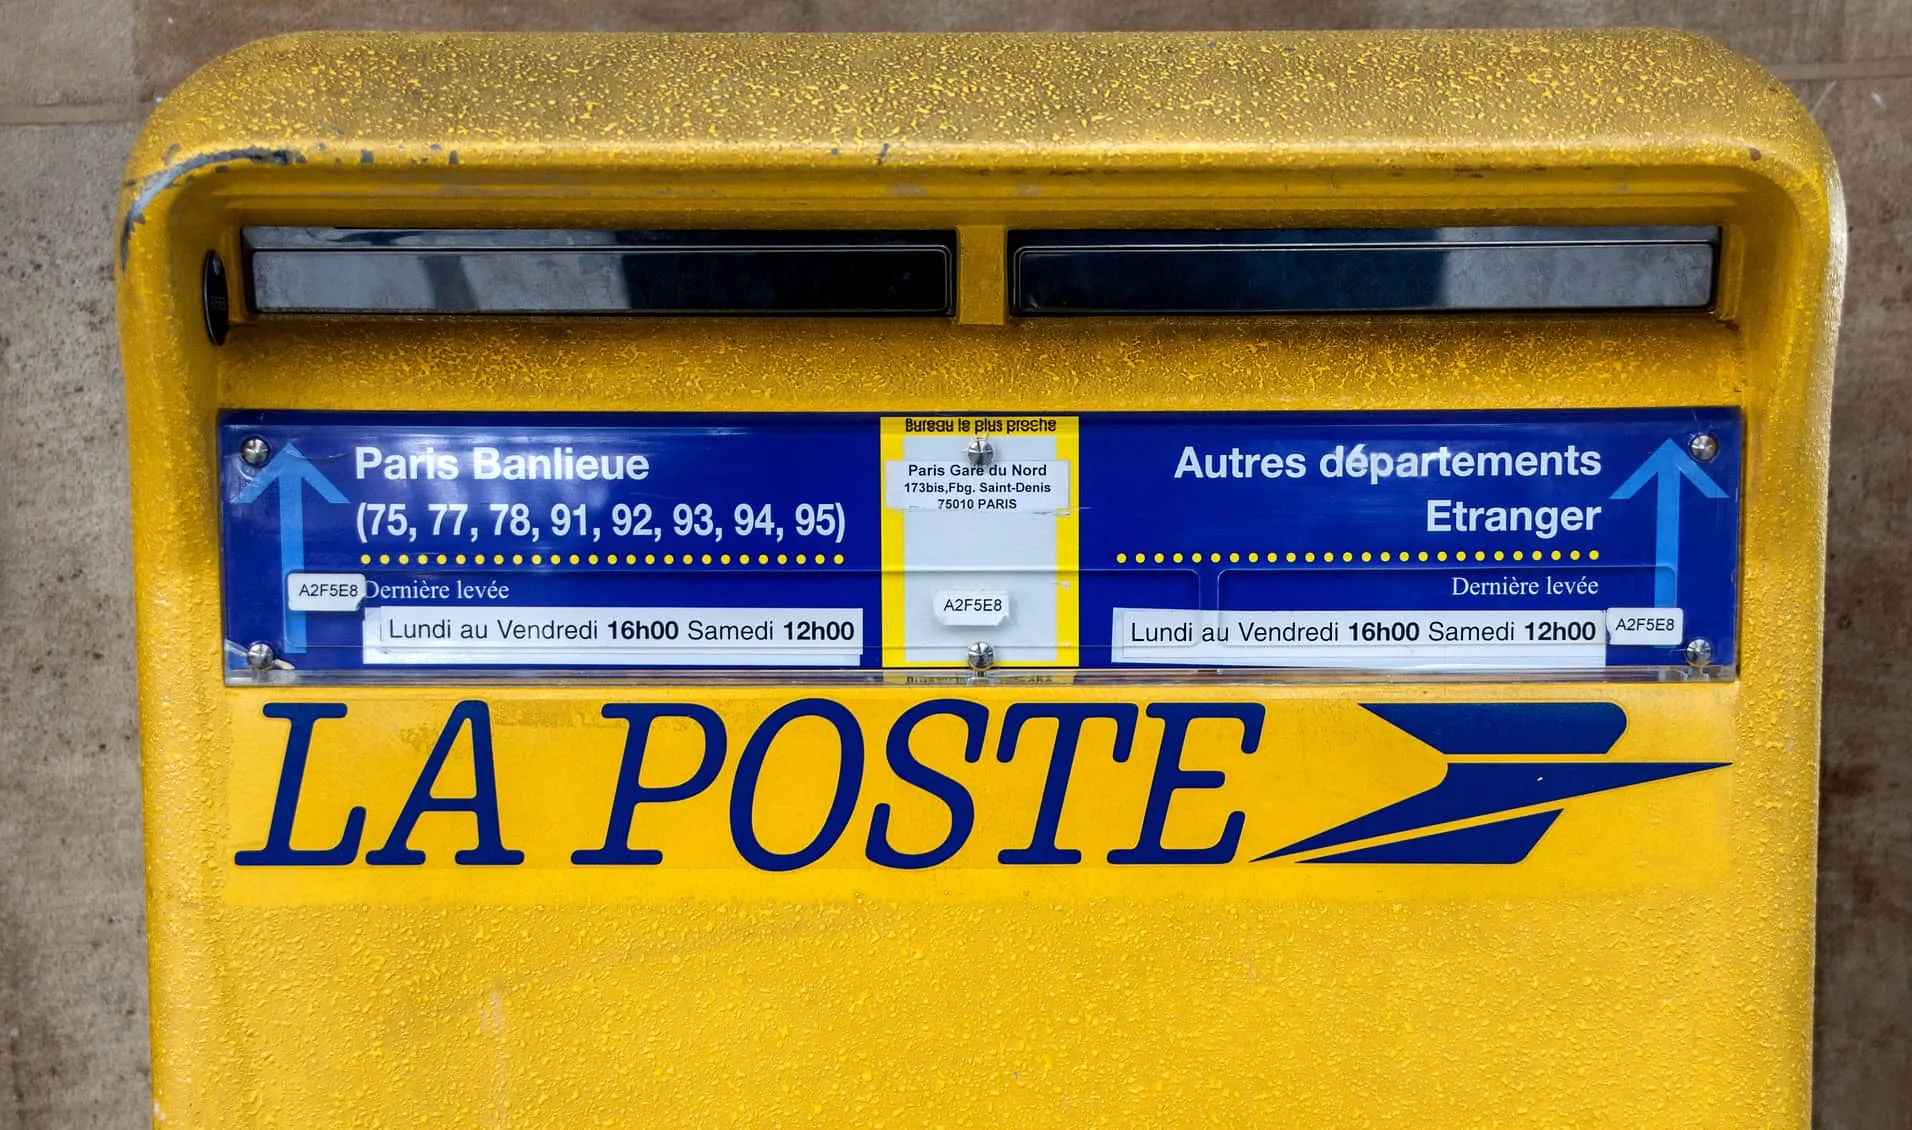 Paris Banlieue
(75, 77, 78, 91, 92, 93, 94, 95)
A2F5E8
Dernière levée
Lundi au Vendredi 16h00 Samedi 12h00
Bureau le plus proche
Paris Gare du Nord
173bis,Fbg. Saint-Denis
75010 PARIS
A2F5E8
Autres départements
Etranger
Dernière levée
Lundi au Vendredi 16h00 Samedi 12h00
A2F5E8
LA POSTE